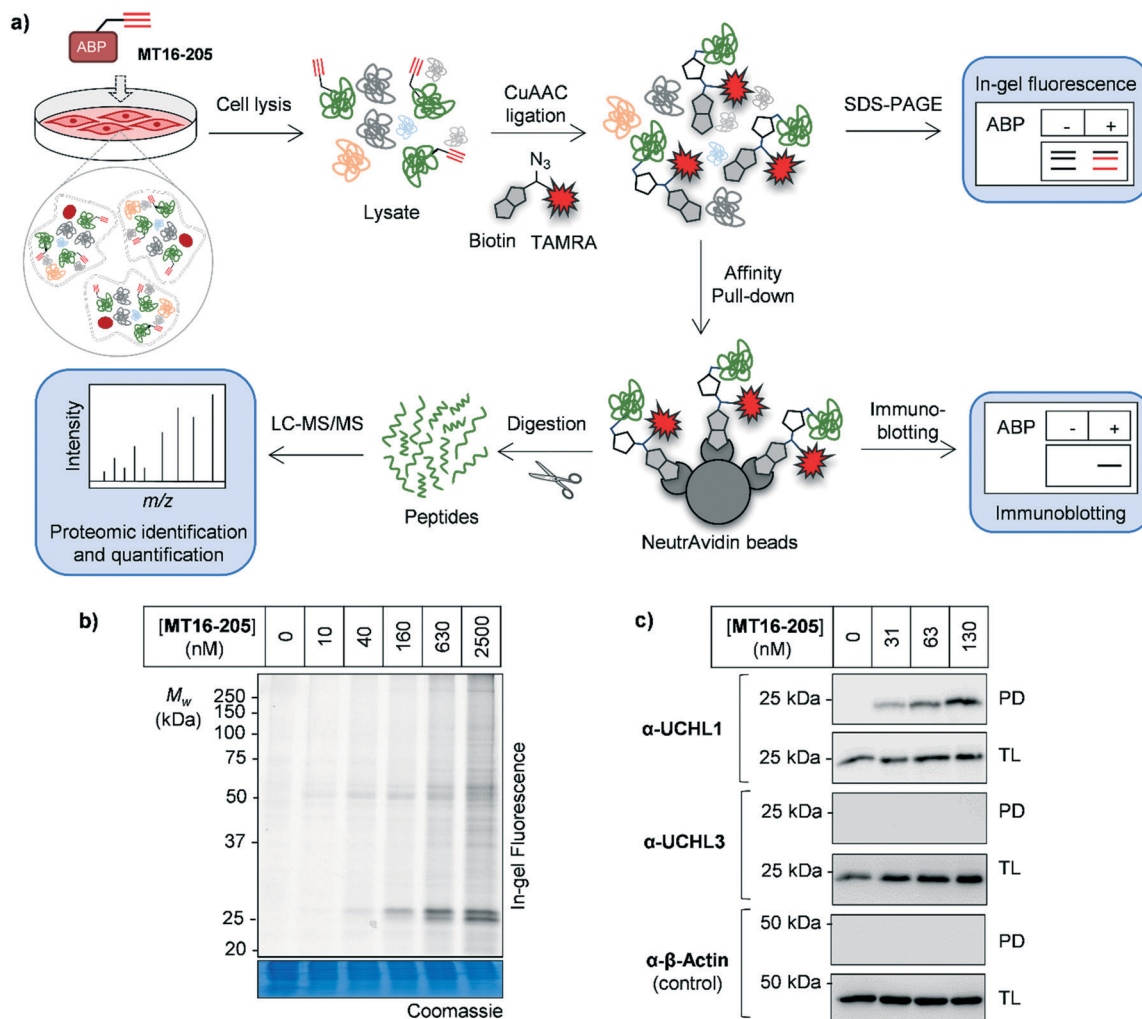 a)
ABP
MT16-205
Cell lysis
Lysate
CuAAC
ligation
N3
Biotin
TAMRA
SDS-PAGE
In-gel fluorescence
ABP
-
+
Affinity
Pull-down
Intensity
m/z
Proteomic identification
and quantification
LC-MS/MS
Peptides
Digestion
NeutrAvidin beads
Immuno-
blotting
ABP
-
+
Immunoblotting
b)
[MT16-205]
(nM)
0
10
40
160
630
2500
Mw
(kDa)
250
150
100
75
50
37
25
20
In-gel Fluorescence
Coomassie
c)
[MT16-205]
(nM)
0
31
63
130
α-UCHL1
25 kDa
PD
25 kDa
TL
α-UCHL3
25 kDa
PD
25 kDa
TL
α-β-Actin
(control)
50 kDa
PD
50 kDa
TL